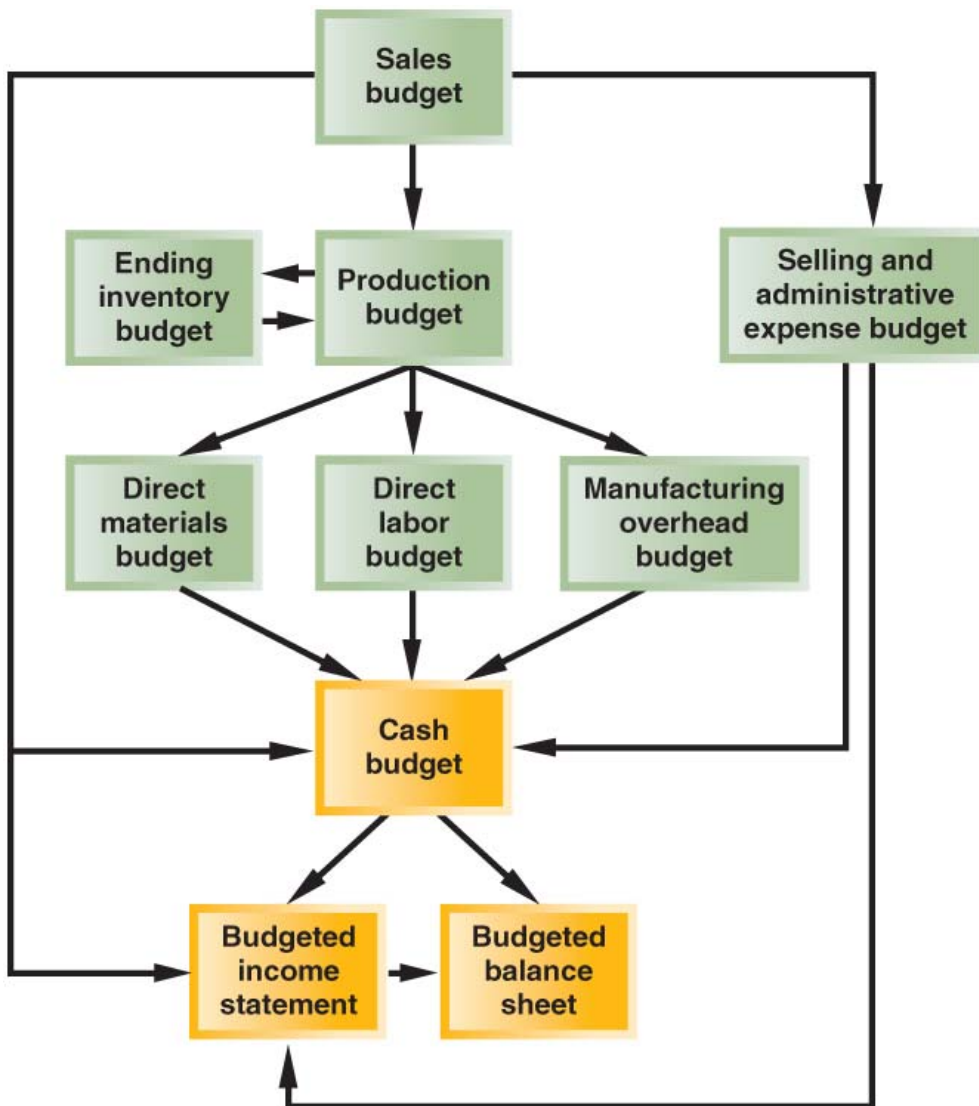 Sales
budget
Ending
inventory
budget
Production
budget
Selling and
administrative
expense budget
Direct
materials
budget
Direct
labor
budget
Manufacturing
overhead
budget
Cash
budget
Budgeted
income
statement
Budgeted
balance
sheet